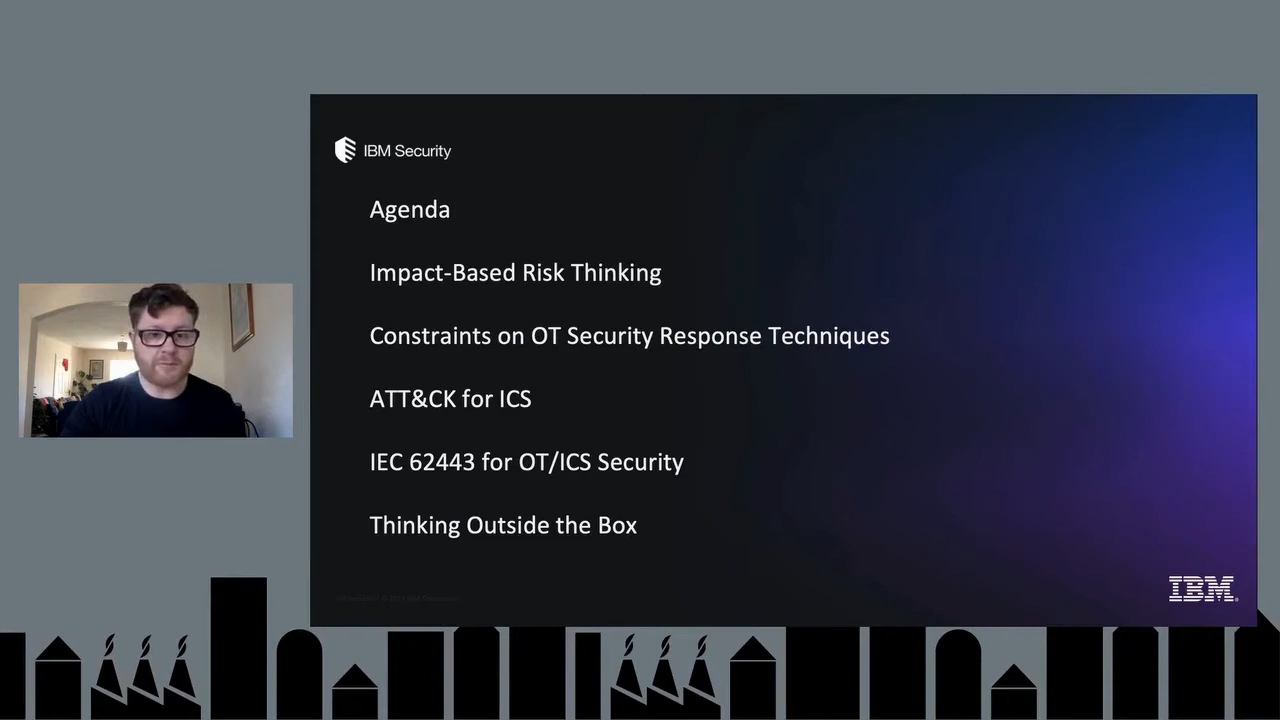 IBM Security
Agenda
Impact-Based Risk Thinking
Constraints on OT Security Response Techniques
ATT&CK for ICS
IEC 62443 for OT/ICS Security
Thinking Outside the Box
IBM